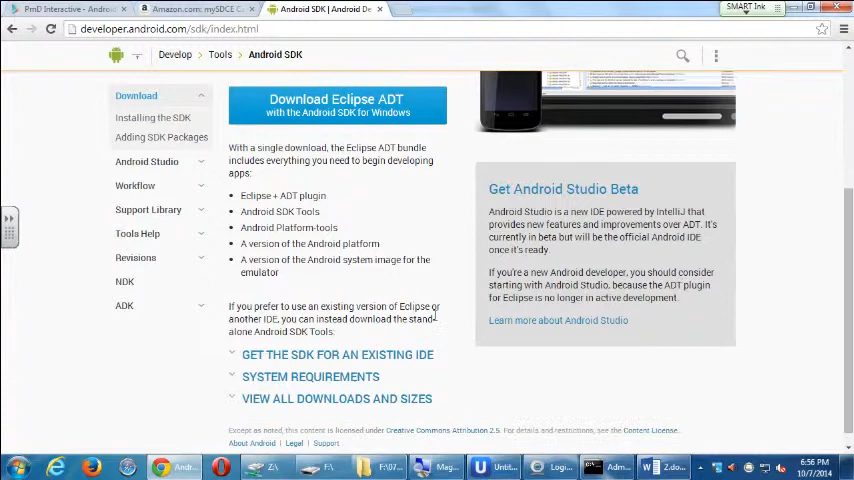 PmD Interactive - Androi
Amazon.com: mySDCE C
Android SDK | Android De
SMART Ink
developer.android.com/sdk/index.html
Develop > Tools > Android SDK
Download
Installing the SDK
Adding SDK Packages
Android Studio
Workflow
Support Library
Tools Help
Revisions
NDK
ADK
Download Eclipse ADT
with the Android SDK for Windows
With a single download, the Eclipse ADT bundle
includes everything you need to begin developing
apps:
• Eclipse + ADT plugin
• Android SDK Tools
• Android Platform-tools
• A version of the Android platform
• A version of the Android system image for the
emulator
If you prefer to use an existing version of Eclipse or
another IDE, you can instead download the stand-
alone Android SDK Tools:
GET THE SDK FOR AN EXISTING IDE
SYSTEM REQUIREMENTS
VIEW ALL DOWNLOADS AND SIZES
Get Android Studio Beta
Android Studio is a new IDE powered by IntelliJ that
provides new features and improvements over ADT. It's
currently in beta but will be the official Android IDE
once it's ready.
If you're a new Android developer, you should consider
starting with Android Studio, because the ADT plugin
for Eclipse is no longer in active development.
Learn more about Android Studio
Except as noted, this content is licensed under Creative Commons Attribution 2.5. For details and restrictions, see the Content License.
About Android | Legal | Support
Andr...
Z:\
F:\
F:\07...
Mag...
Untit...
Logi...
Adm...
2.do...
6:56 PM
10/7/2014